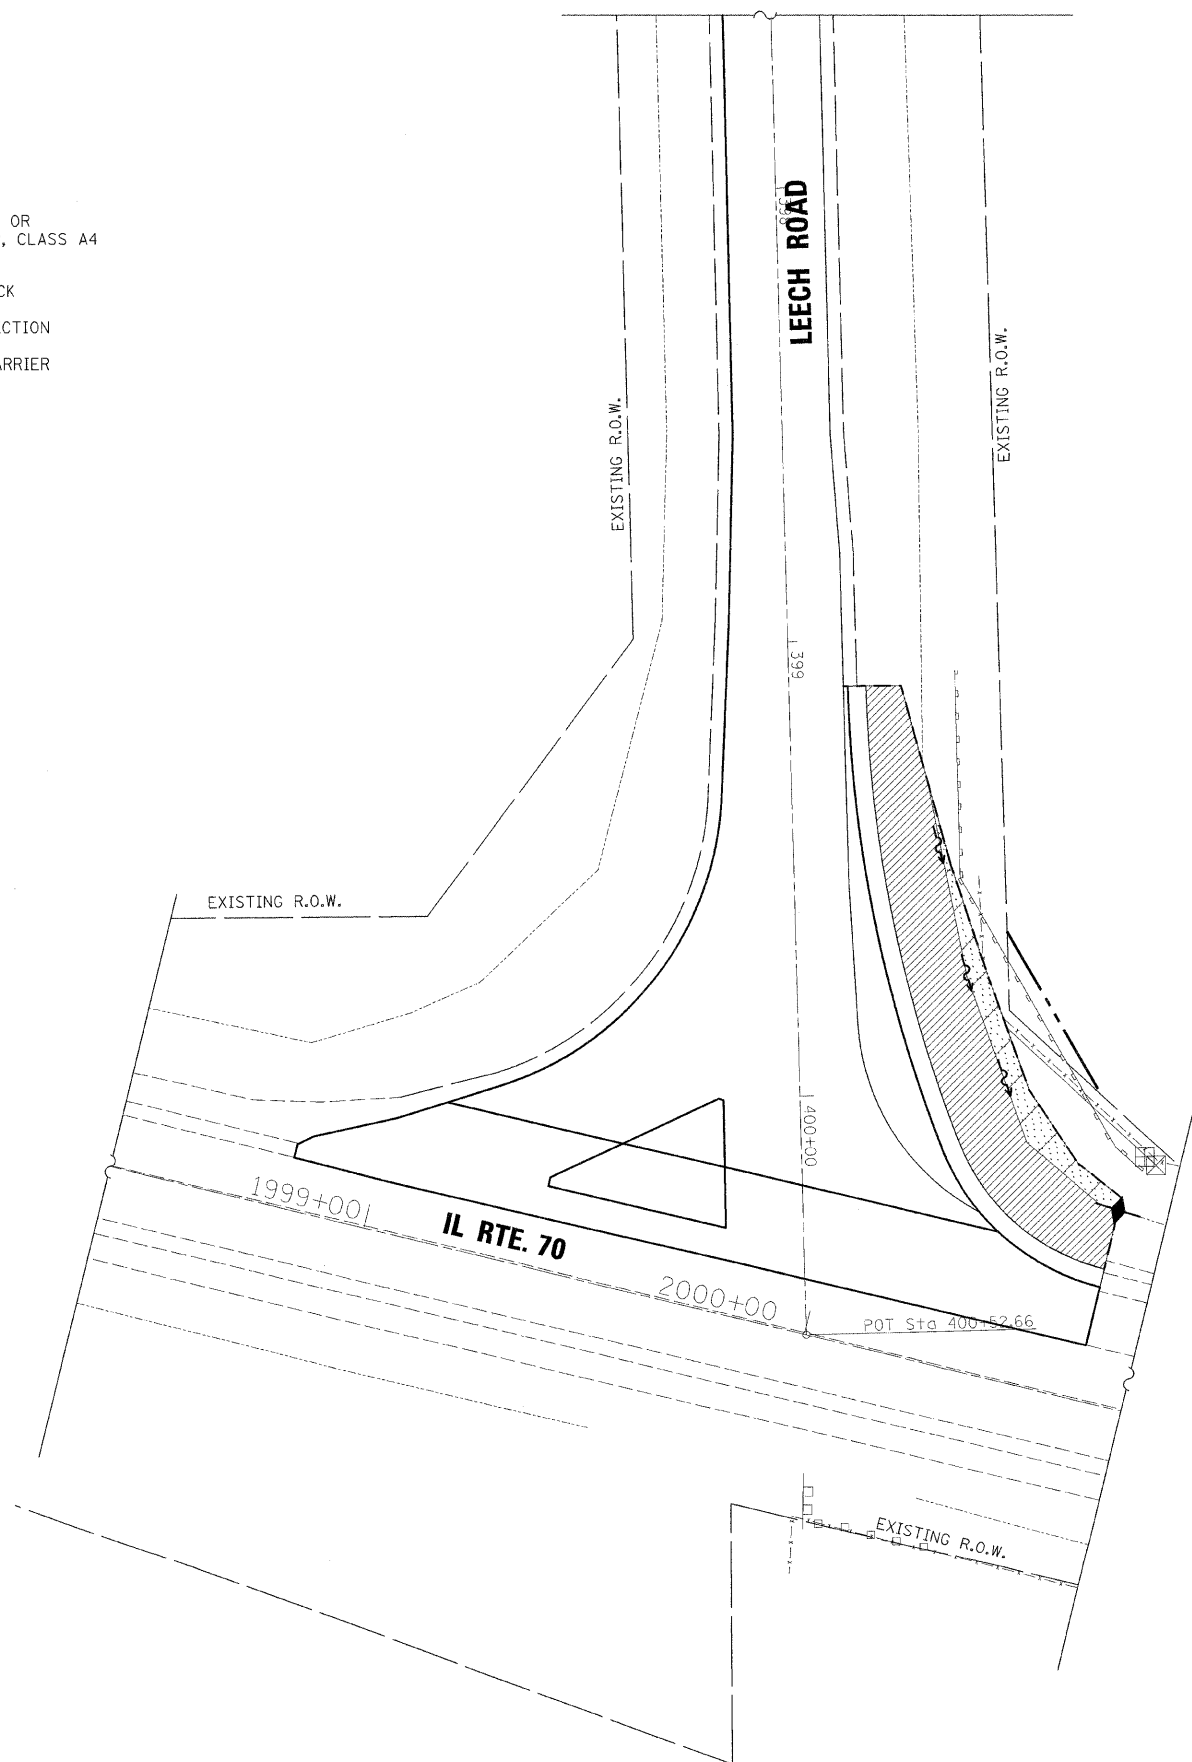 OR
, CLASS A4
CK
CTION
ARRIER
398
LEECH ROAD
EXISTING R.O.W.
EXISTING R.O.W.
399
EXISTING R.O.W.
400+00
1999+00
IL RTE. 70
2000+00
POT Sta 400+52.66
EXISTING R.O.W.